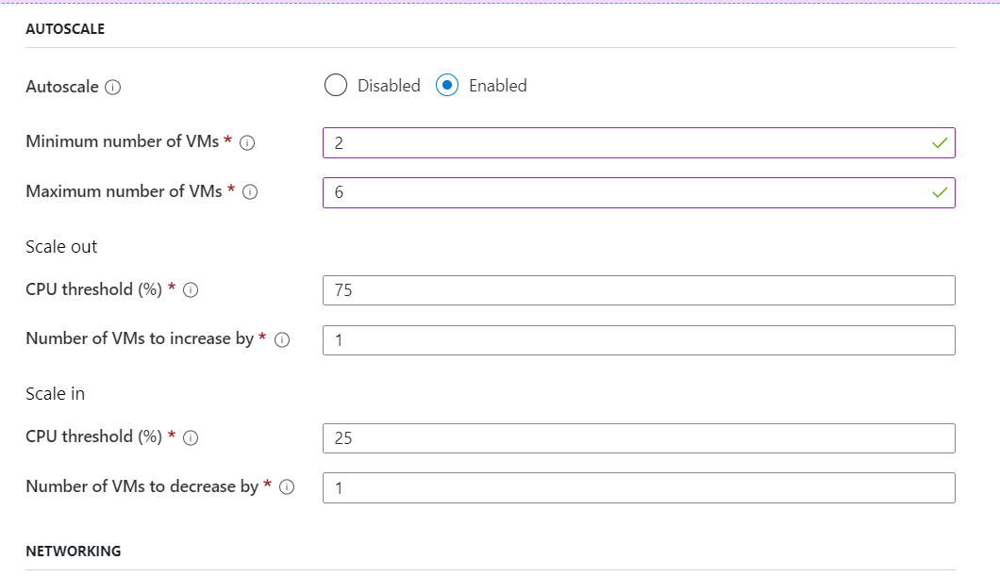 AUTOSCALE
Autoscale Disabled Enabled
Minimum number of VMs * 2
Maximum number of VMs * 6
Scale out
CPU threshold (%) * 75
Number of VMs to increase by * 1
Scale in
CPU threshold (%) * 25
Number of VMs to decrease by * 1
NETWORKING